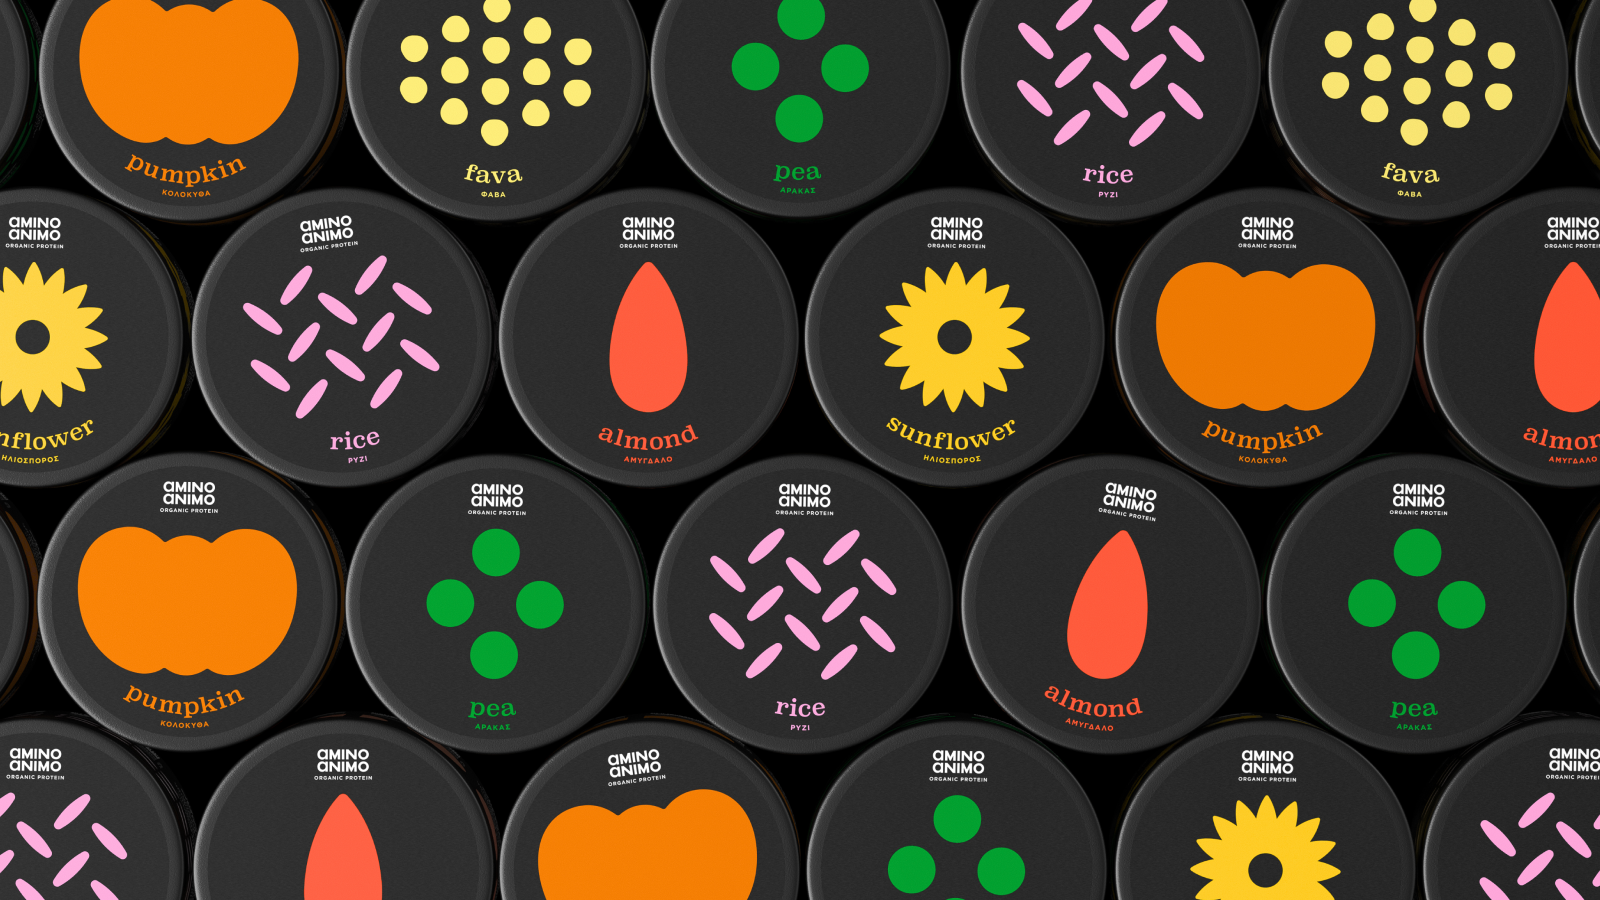 pumpkin
ΚΟΛΟΚΥΘΑ
fava
ΦΑΒΑ
pea
ΑΡΑΚΑΣ
rice
ΡΥΖΙ
fava
ΦΑΒΑ
AMINO
ANIMO
ORGANIC PROTEIN
nflower
ΗΛΙΟΣΠΟΡΟΣ
AMINO
ANIMO
ORGANIC PROTEIN
rice
ΡΥΖΙ
AMINO
ANIMO
ORGANIC PROTEIN
almond
ΑΜΥΓΔΑΛΟ
AMINO
ANIMO
ORGANIC PROTEIN
sunflower
ΗΛΙΟΣΠΟΡΟΣ
AMINO
ANIMO
ORGANIC PROTEIN
pumpkin
ΚΟΛΟΚΥΘΑ
AMINO
ANIMO
ORGANIC PROTEIN
almon
ΑΜΥΓΔΑΛΟ
AMINO
ANIMO
ORGANIC PROTEIN
pumpkin
ΚΟΛΟΚΥΘΑ
AMINO
ANIMO
ORGANIC PROTEIN
pea
ΑΡΑΚΑΣ
AMINO
ANIMO
ORGANIC PROTEIN
rice
ΡΥΖΙ
AMINO
ANIMO
ORGANIC PROTEIN
almond
ΑΜΥΓΔΑΛΟ
AMINO
ANIMO
ORGANIC PROTEIN
pea
ΑΡΑΚΑΣ
AMINO
ANIMO
ORGANIC PROTEIN
AMINO
ANIMO
ORGANIC PROTEIN
AMINO
ANIMO
ORGANIC PROTEIN
AMINO
ANIMO
ORGANIC PROTEIN
AMINO
ANIMO
ORGANIC PROTEIN
AMINO
ANIMO
ORGANIC PROTEIN